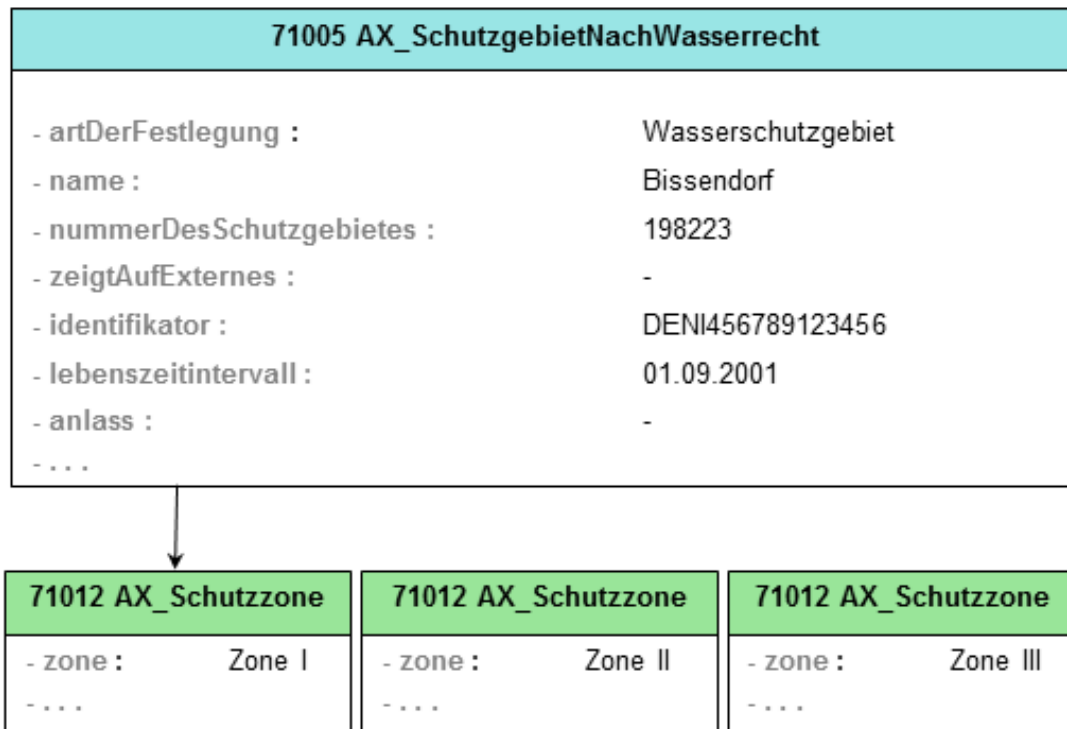 71005 AX_SchutzgebietNachWasserrecht
- artDerFestlegung : Wasserschutzgebiet
- name : Bissendorf
- nummerDesSchutzgebietes : 198223
- zeigtAufExternes : -
- identifikator : DENI456789123456
- lebenszeitintervall : 01.09.2001
- anlass : -
- . . .
71012 AX_Schutzzone 71012 AX_Schutzzone 71012 AX_Schutzzone
- zone : Zone I - zone : Zone II - zone : Zone III
- . . . - . . . - . . .